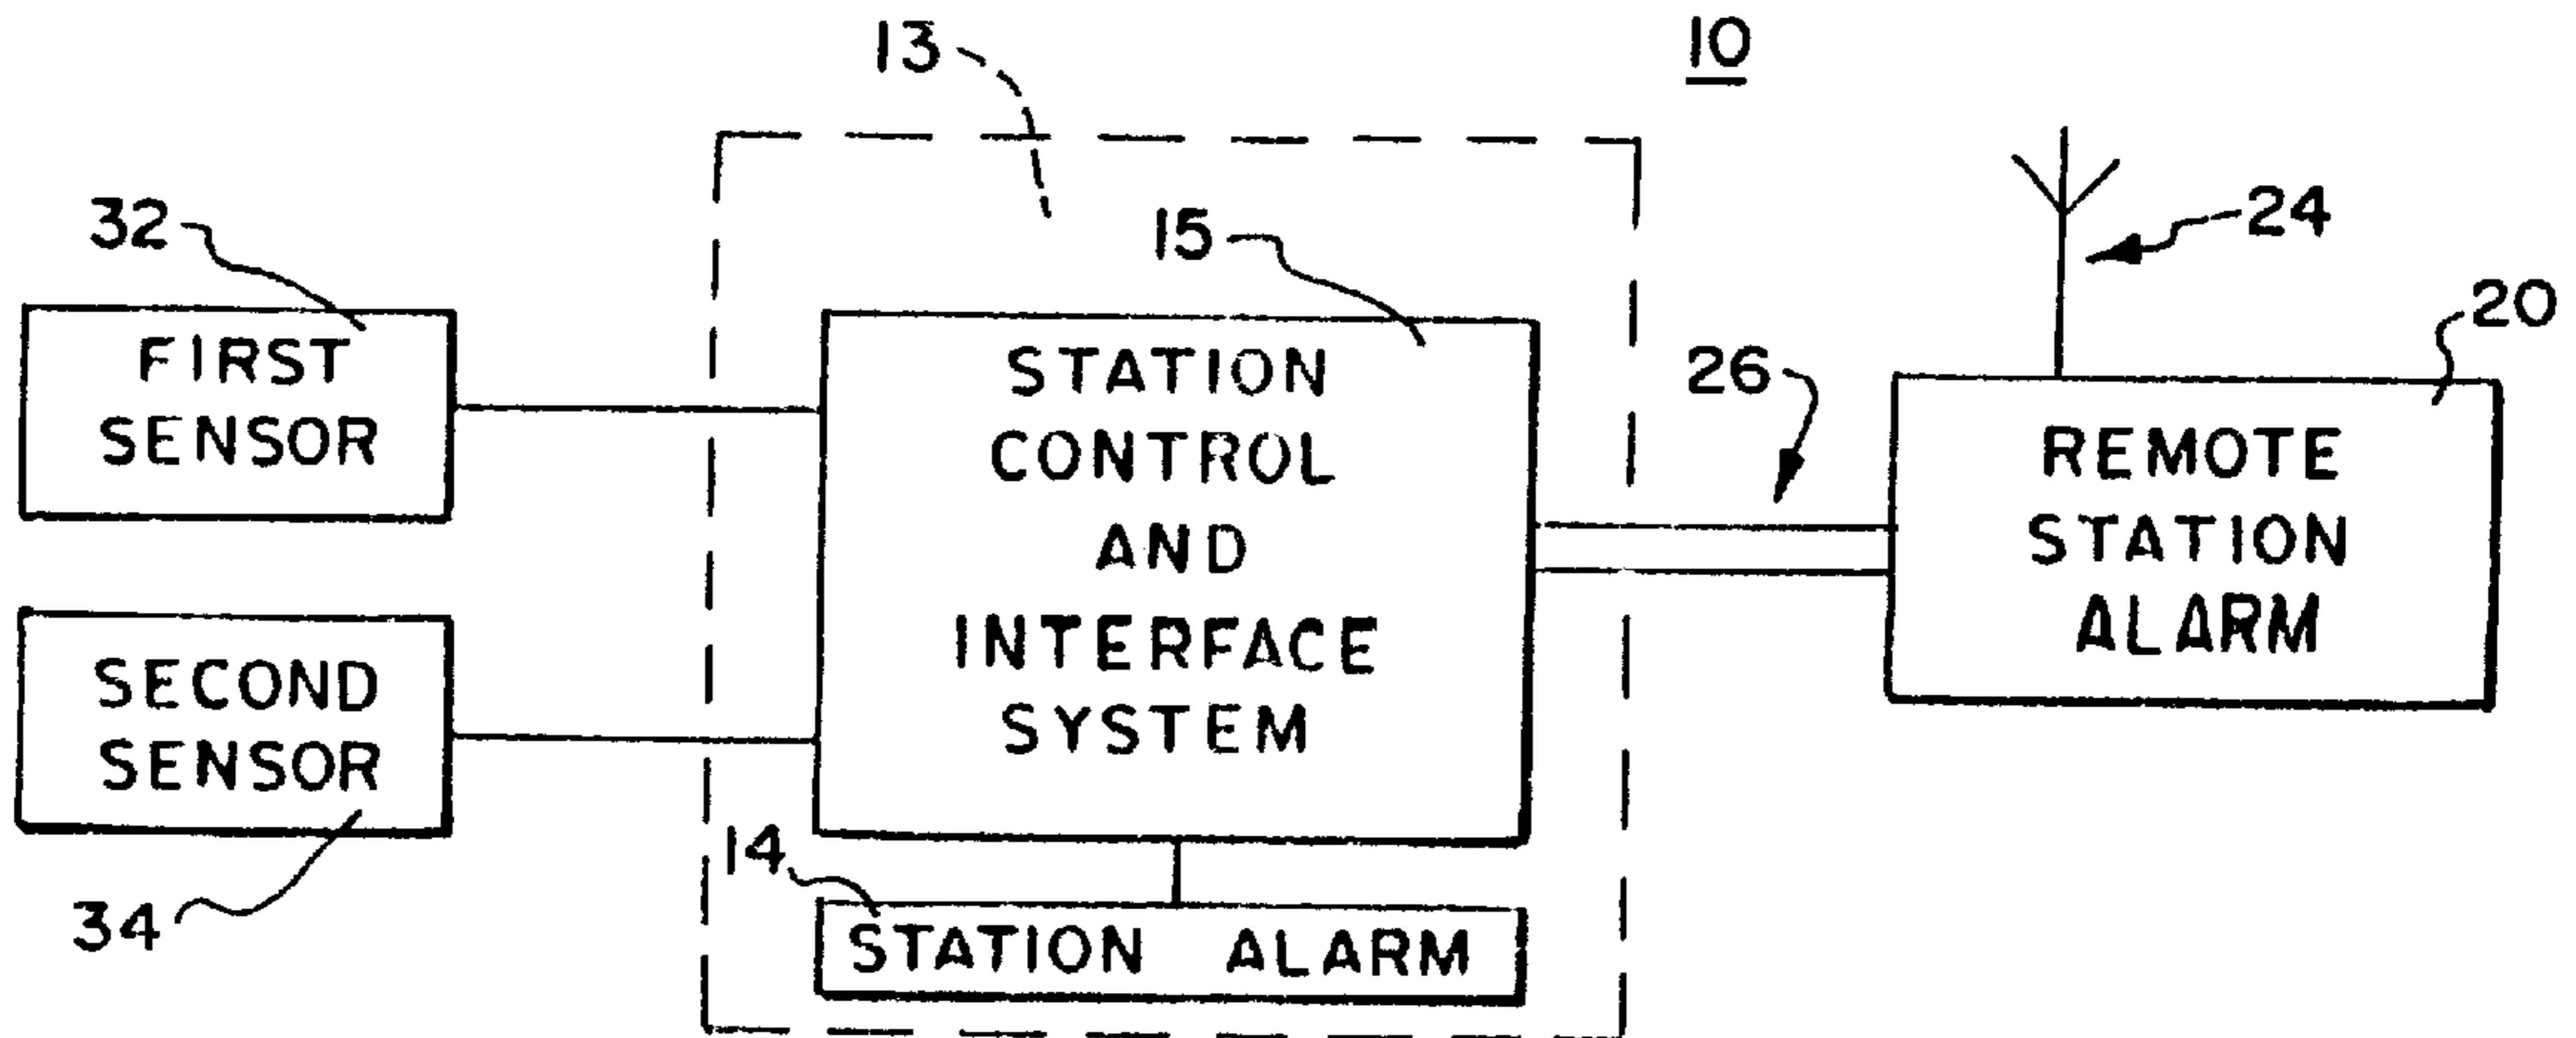 13
10
32
15
24
20
26
FIRST
SENSOR
STATION
CONTROL
AND
INTERFACE
SYSTEM
REMOTE
STATION
ALARM
SECOND
SENSOR
34
14
STATION ALARM